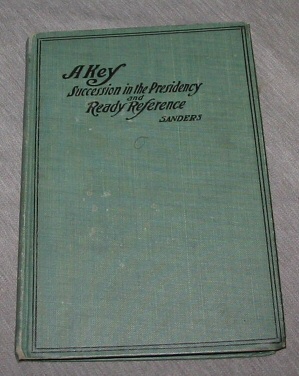 A Key
Succession in the Presidency
and
Ready Reference
SANDERS